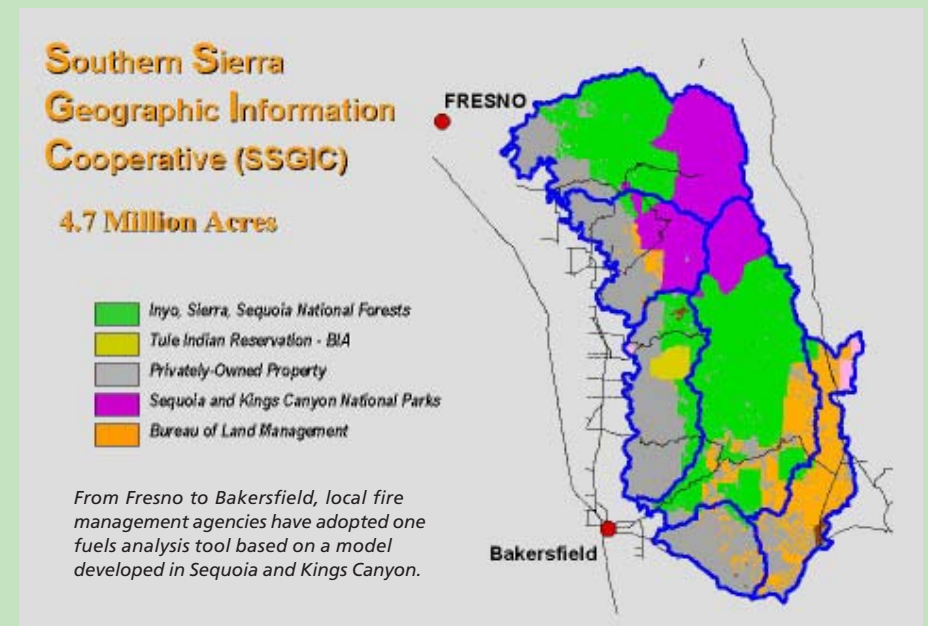 Southern Sierra
Geographic Information
Cooperative (SSGIC)
4.7 Million Acres
FRESNO
Inyo, Sierra, Sequoia National Forests
Tule Indian Reservation - BIA
Privately-Owned Property
Sequoia and Kings Canyon National Parks
Bureau of Land Management
From Fresno to Bakersfield, local fire
management agencies have adopted one
fuels analysis tool based on a model
developed in Sequoia and Kings Canyon.
Bakersfield